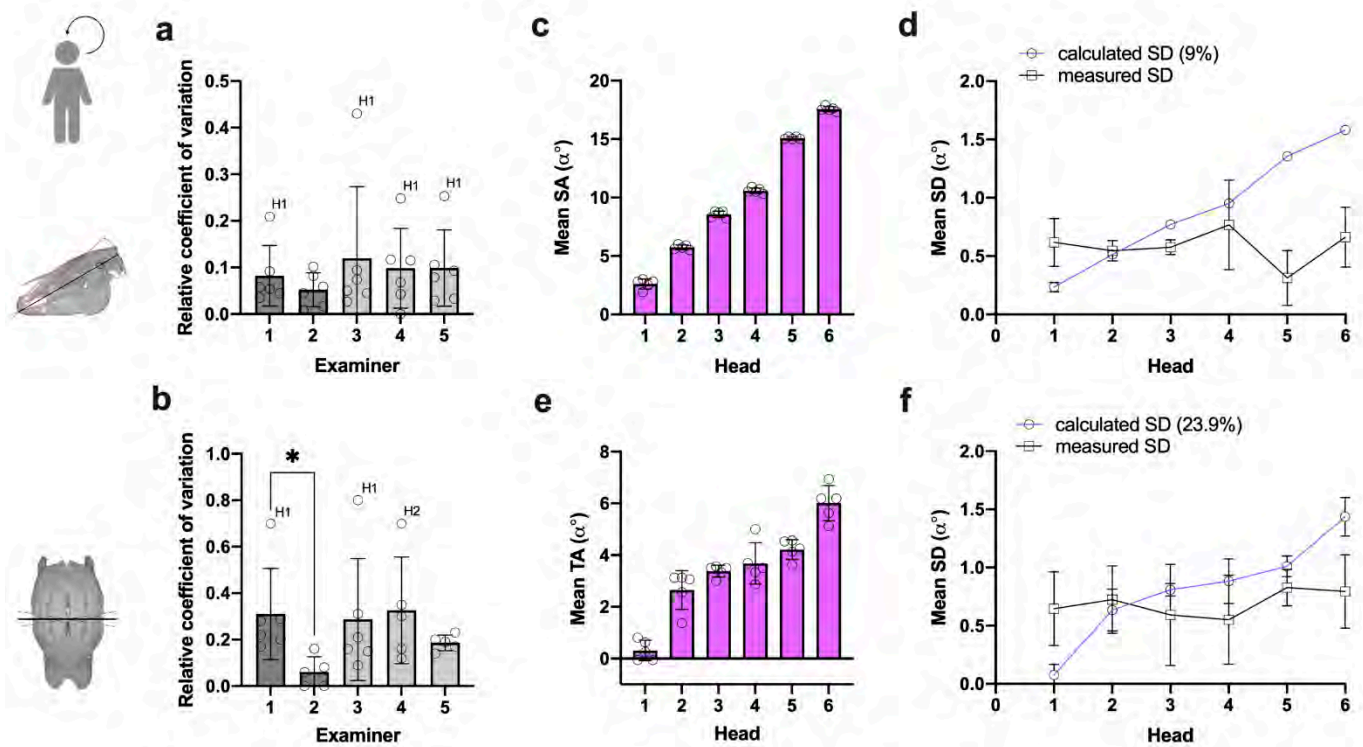 a
Relative coefficient of variation
0.5
0.4
0.3
0.2
0.1
0.0
H1
H1
H1
H1
1 2 3 4 5
Examiner
c
Mean SA (α°)
20
15
10
5
0
1 2 3 4 5 6
Head
d
calculated SD (9%)
measured SD
Mean SD (α°)
2.0
1.5
1.0
0.5
0.0
0 1 2 3 4 5 6
Head
b
Relative coefficient of variation
1.0
0.8
0.6
0.4
0.2
0.0
*
H1
H1
H2
1 2 3 4 5
Examiner
e
Mean TA (α°)
8
6
4
2
0
1 2 3 4 5 6
Head
f
calculated SD (23.9%)
measured SD
Mean SD (α°)
2.0
1.5
1.0
0.5
0.0
0 1 2 3 4 5 6
Head